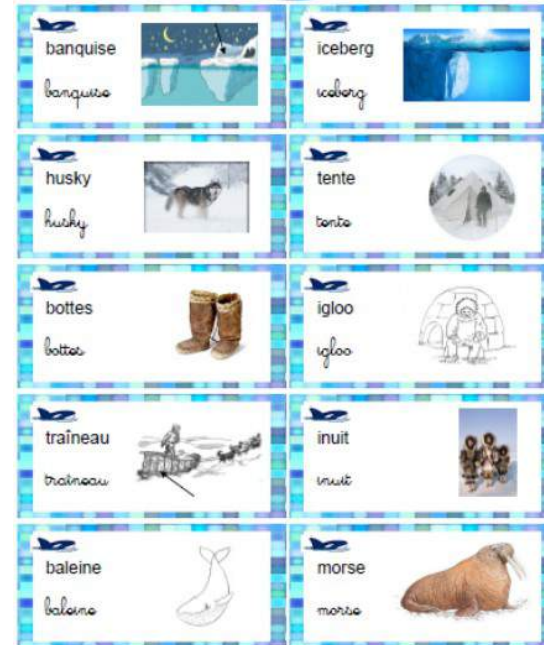 banquise
banquise
iceberg
iceberg
husky
husky
tente
tente
bottes
bottes
igloo
igloo
traîneau
traîneau
inuit
inuit
baleine
baleine
morse
morse